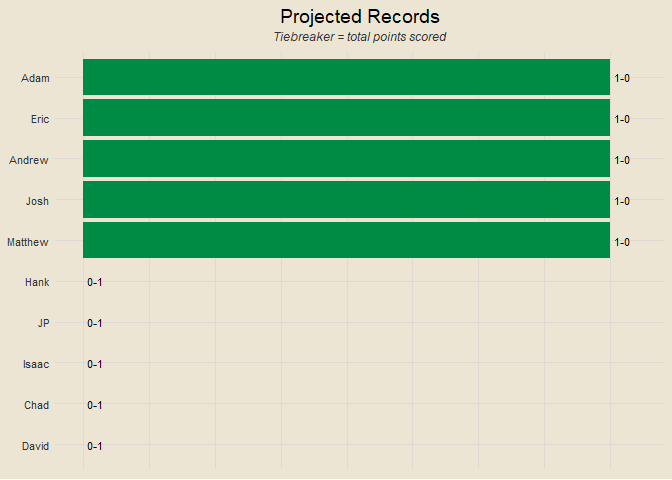 Projected Records
Tiebreaker = total points scored
Adam 1-0
Eric 1-0
Andrew 1-0
Josh 1-0
Matthew 1-0
Hank 0-1
JP 0-1
Isaac 0-1
Chad 0-1
David 0-1